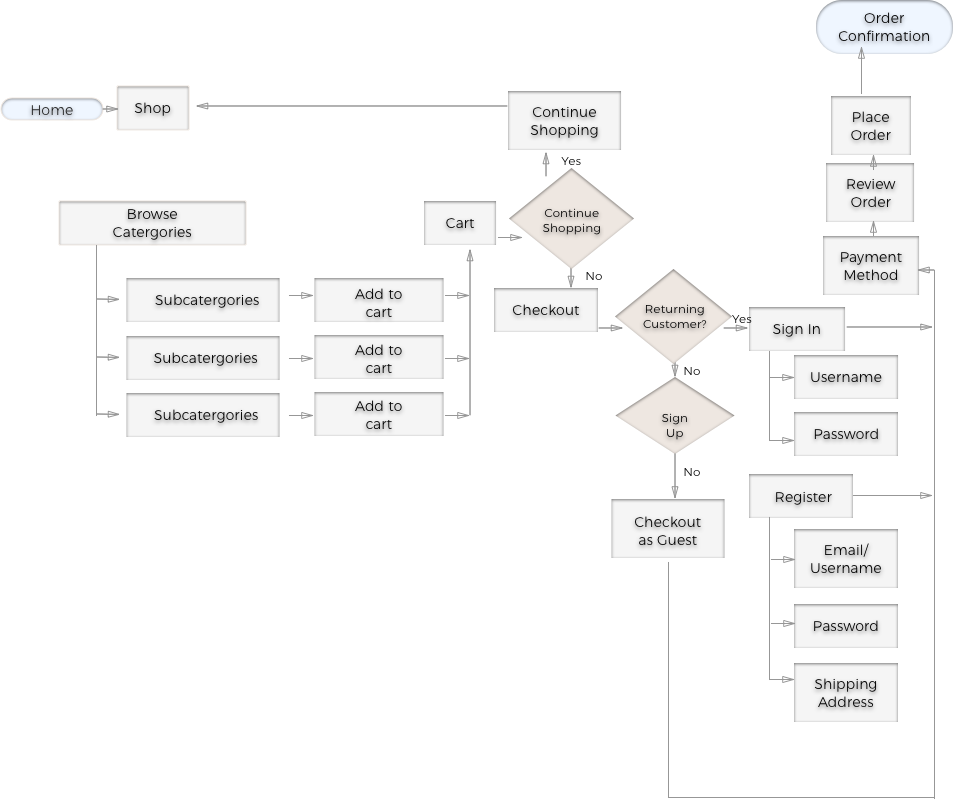 Order
Confirmation
Home
Shop
Continue
Shopping
Place
Order
Yes
Review
Order
Browse
Catergories
Cart
Continue
Shopping
Payment
Method
No
Subcatergories
Add to
cart
Checkout
Returning
Customer?
Yes
Sign In
Subcatergories
Add to
cart
No
Username
Subcatergories
Add to
cart
Sign
Up
Password
No
Register
Checkout
as Guest
Email/
Username
Password
Shipping
Address